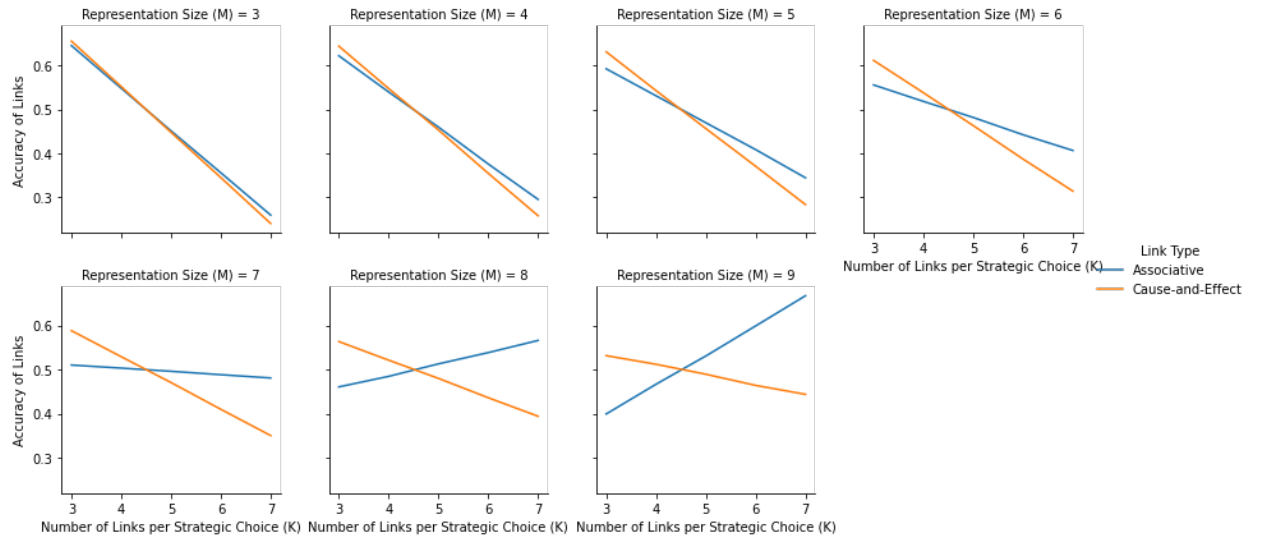 Representation Size (M) = 3
Representation Size (M) = 4
Representation Size (M) = 5
Representation Size (M) = 6
Accuracy of Links
0.6
0.5
0.4
0.3
3 4 5 6 7
Number of Links per Strategic Choice (K)
Link Type
Associative
Cause-and-Effect
Representation Size (M) = 7
Representation Size (M) = 8
Representation Size (M) = 9
Accuracy of Links
0.6
0.5
0.4
0.3
3 4 5 6 7
3 4 5 6 7
3 4 5 6 7
Number of Links per Strategic Choice (K)
Number of Links per Strategic Choice (K)
Number of Links per Strategic Choice (K)